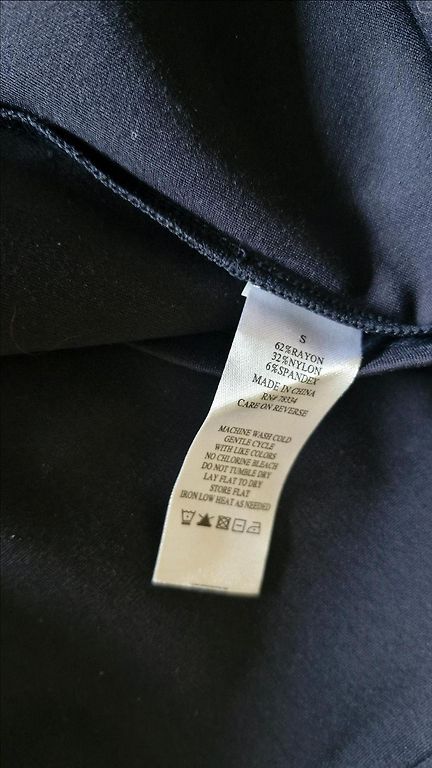 S
62%RAYON
32%NYLON
6%SPANDEX
MADE IN CHINA
RN# 78334
CARE ON REVERSE
MACHINE WASH COLD
GENTLE CYCLE
WITH LIKE COLORS
NO CHLORINE BLEACH
DO NOT TUMBLE DRY
LAY FLAT TO DRY
STORE FLAT
IRON LOW HEAT AS NEEDED